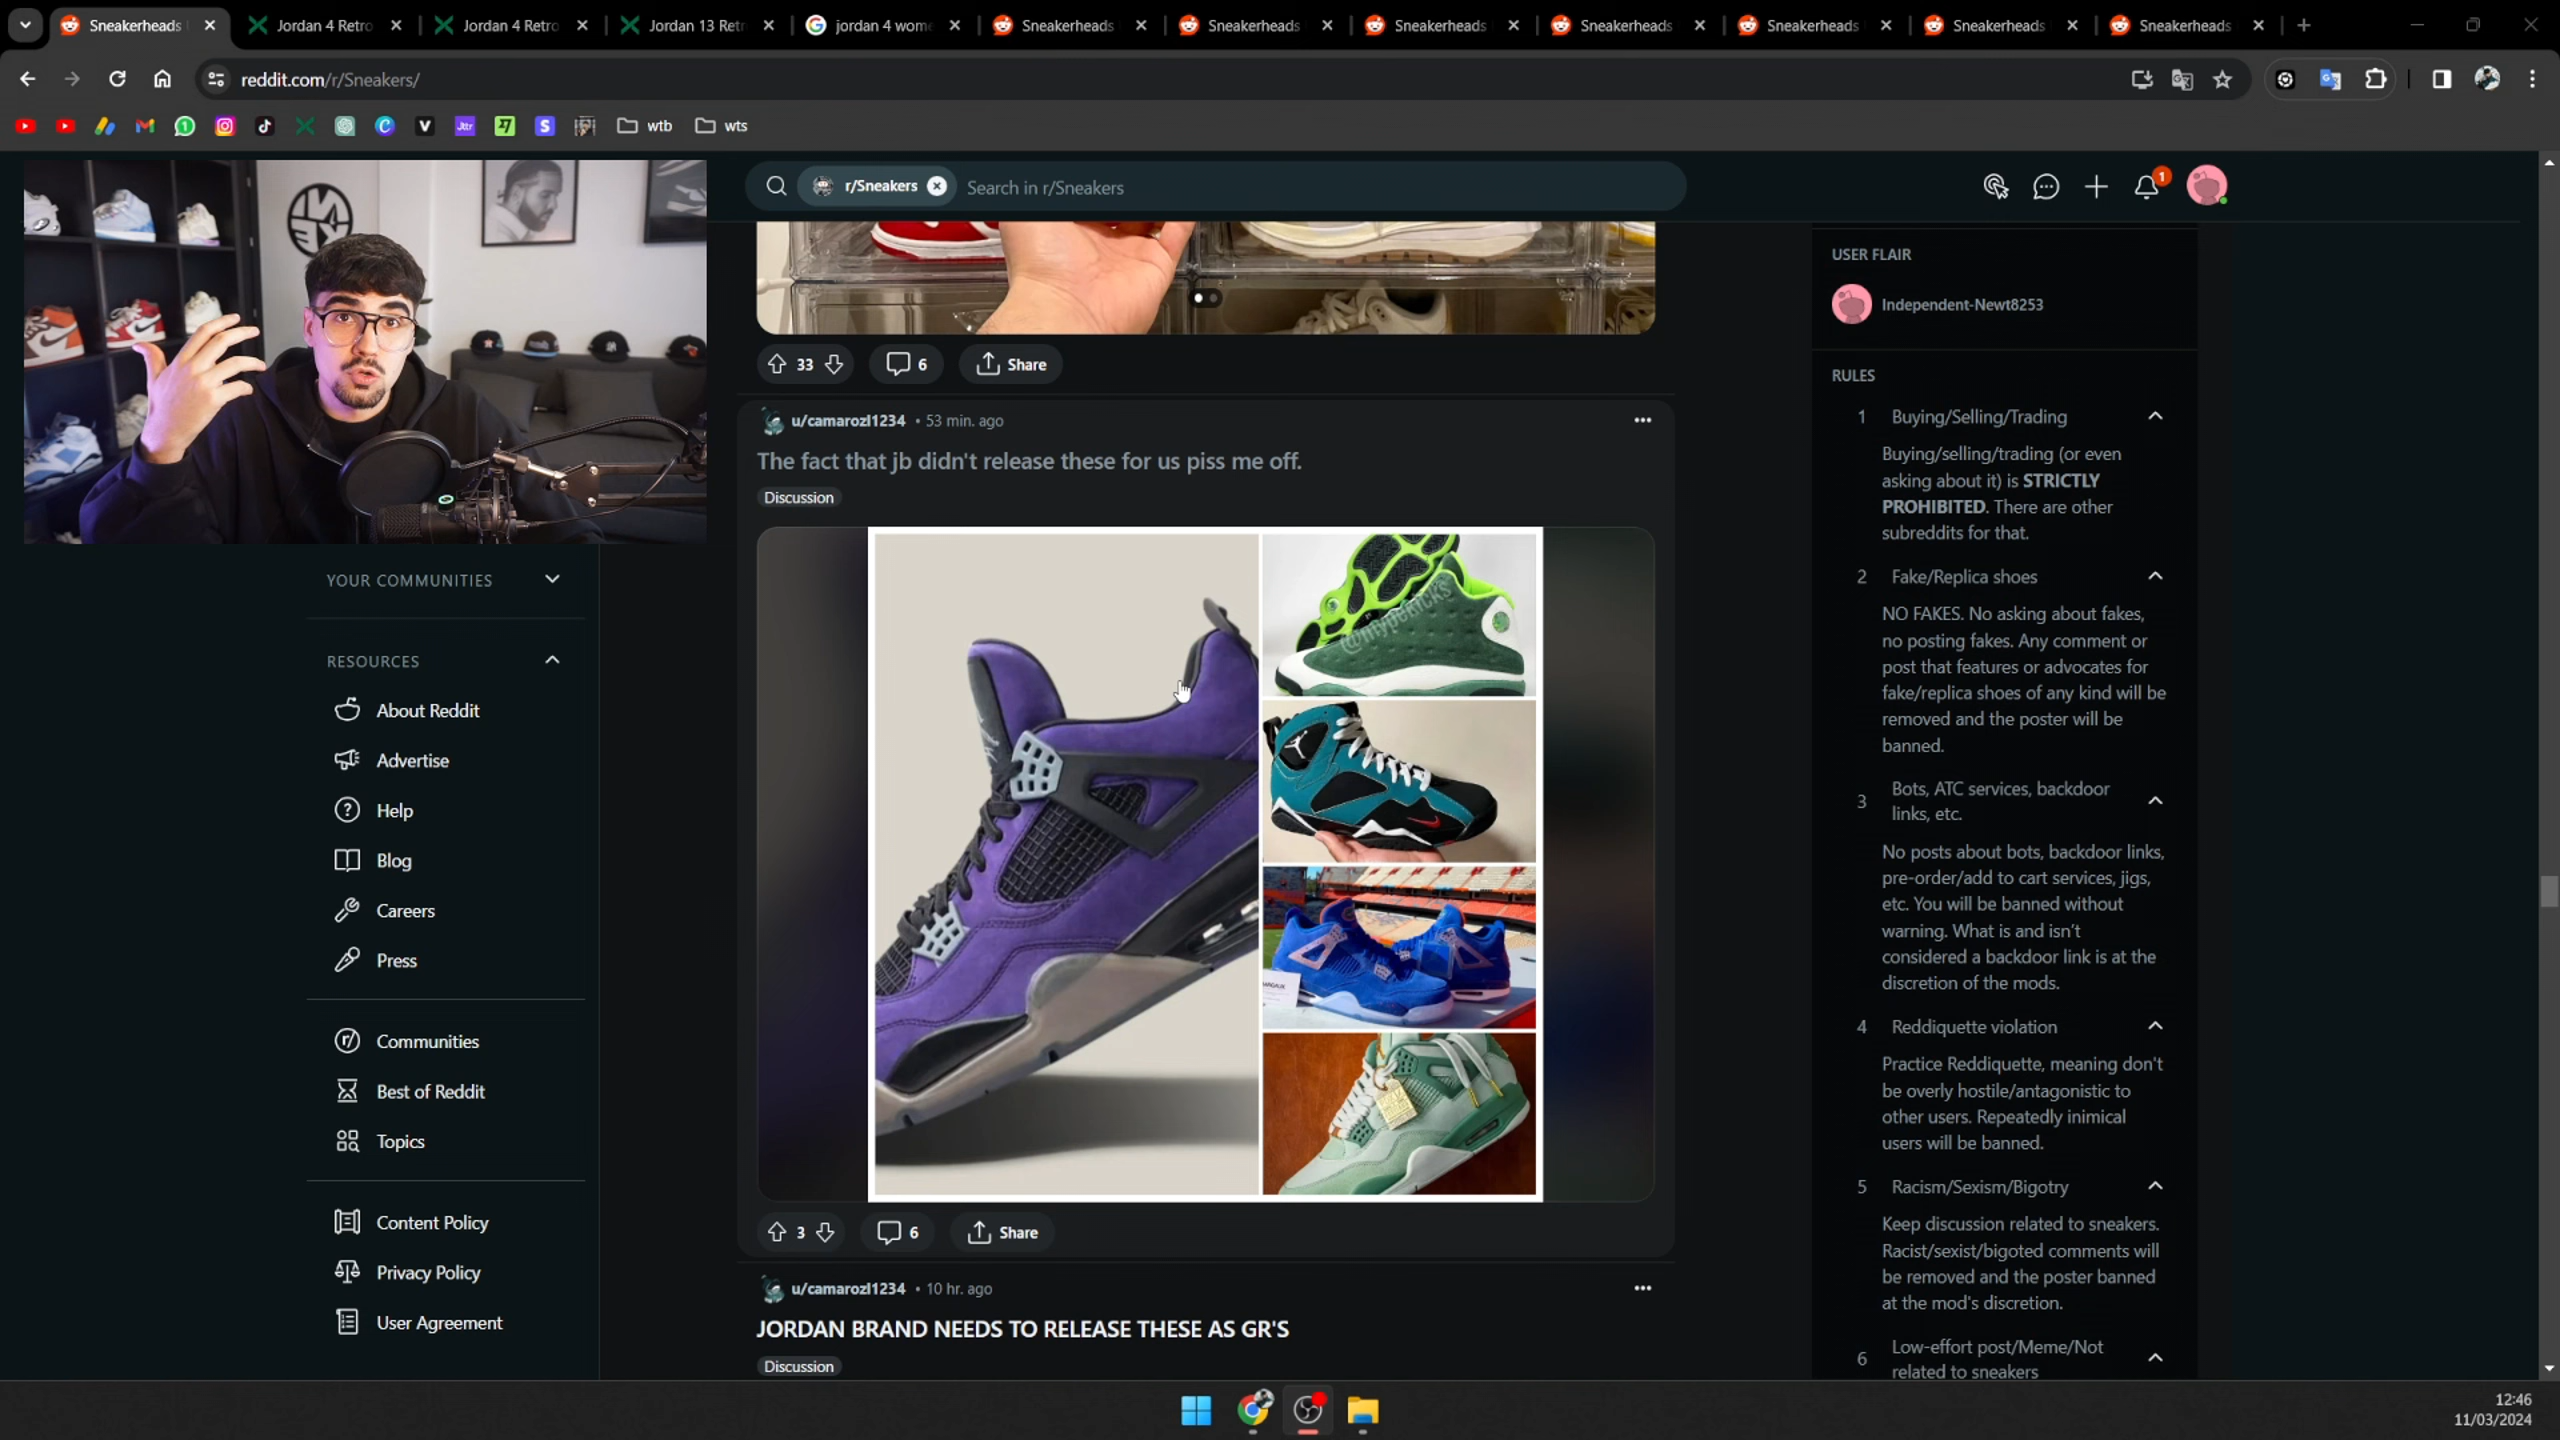 Sneakerheads
Jordan 4 Retro
Jordan 4 Retro
Jordan 13 Retr
jordan 4 wome
Sneakerheads
Sneakerheads
Sneakerheads
Sneakerheads
Sneakerheads
Sneakerheads
Sneakerheads
reddit.com/r/Sneakers/
wtb
wts
r/Sneakers
Search in r/Sneakers
1
33
6
Share
u/camarozl1234 • 53 min. ago
The fact that jb didn't release these for us piss me off.
Discussion
@mypericks
3
6
Share
u/camarozl1234 • 10 hr. ago
JORDAN BRAND NEEDS TO RELEASE THESE AS GR'S
Discussion
YOUR COMMUNITIES
RESOURCES
About Reddit
Advertise
Help
Blog
Careers
Press
Communities
Best of Reddit
Topics
Content Policy
Privacy Policy
User Agreement
USER FLAIR
Independent-Newt8253
RULES
1 Buying/Selling/Trading
Buying/selling/trading (or even
asking about it) is STRICTLY
PROHIBITED. There are other
subreddits for that.
2 Fake/Replica shoes
NO FAKES. No asking about fakes,
no posting fakes. Any comment or
post that features or advocates for
fake/replica shoes of any kind will be
removed and the poster will be
banned.
3 Bots, ATC services, backdoor
links, etc.
No posts about bots, backdoor links,
pre-order/add to cart services, jigs,
etc. You will be banned without
warning. What is and isn't
considered a backdoor link is at the
discretion of the mods.
4 Reddiquette violation
Practice Reddiquette, meaning don't
be overly hostile/antagonistic to
other users. Repeatedly inimical
users will be banned.
5 Racism/Sexism/Bigotry
Keep discussion related to sneakers.
Racist/sexist/bigoted comments will
be removed and the poster banned
at the mod's discretion.
6 Low-effort post/Meme/Not
related to sneakers
12:46
11/03/2024